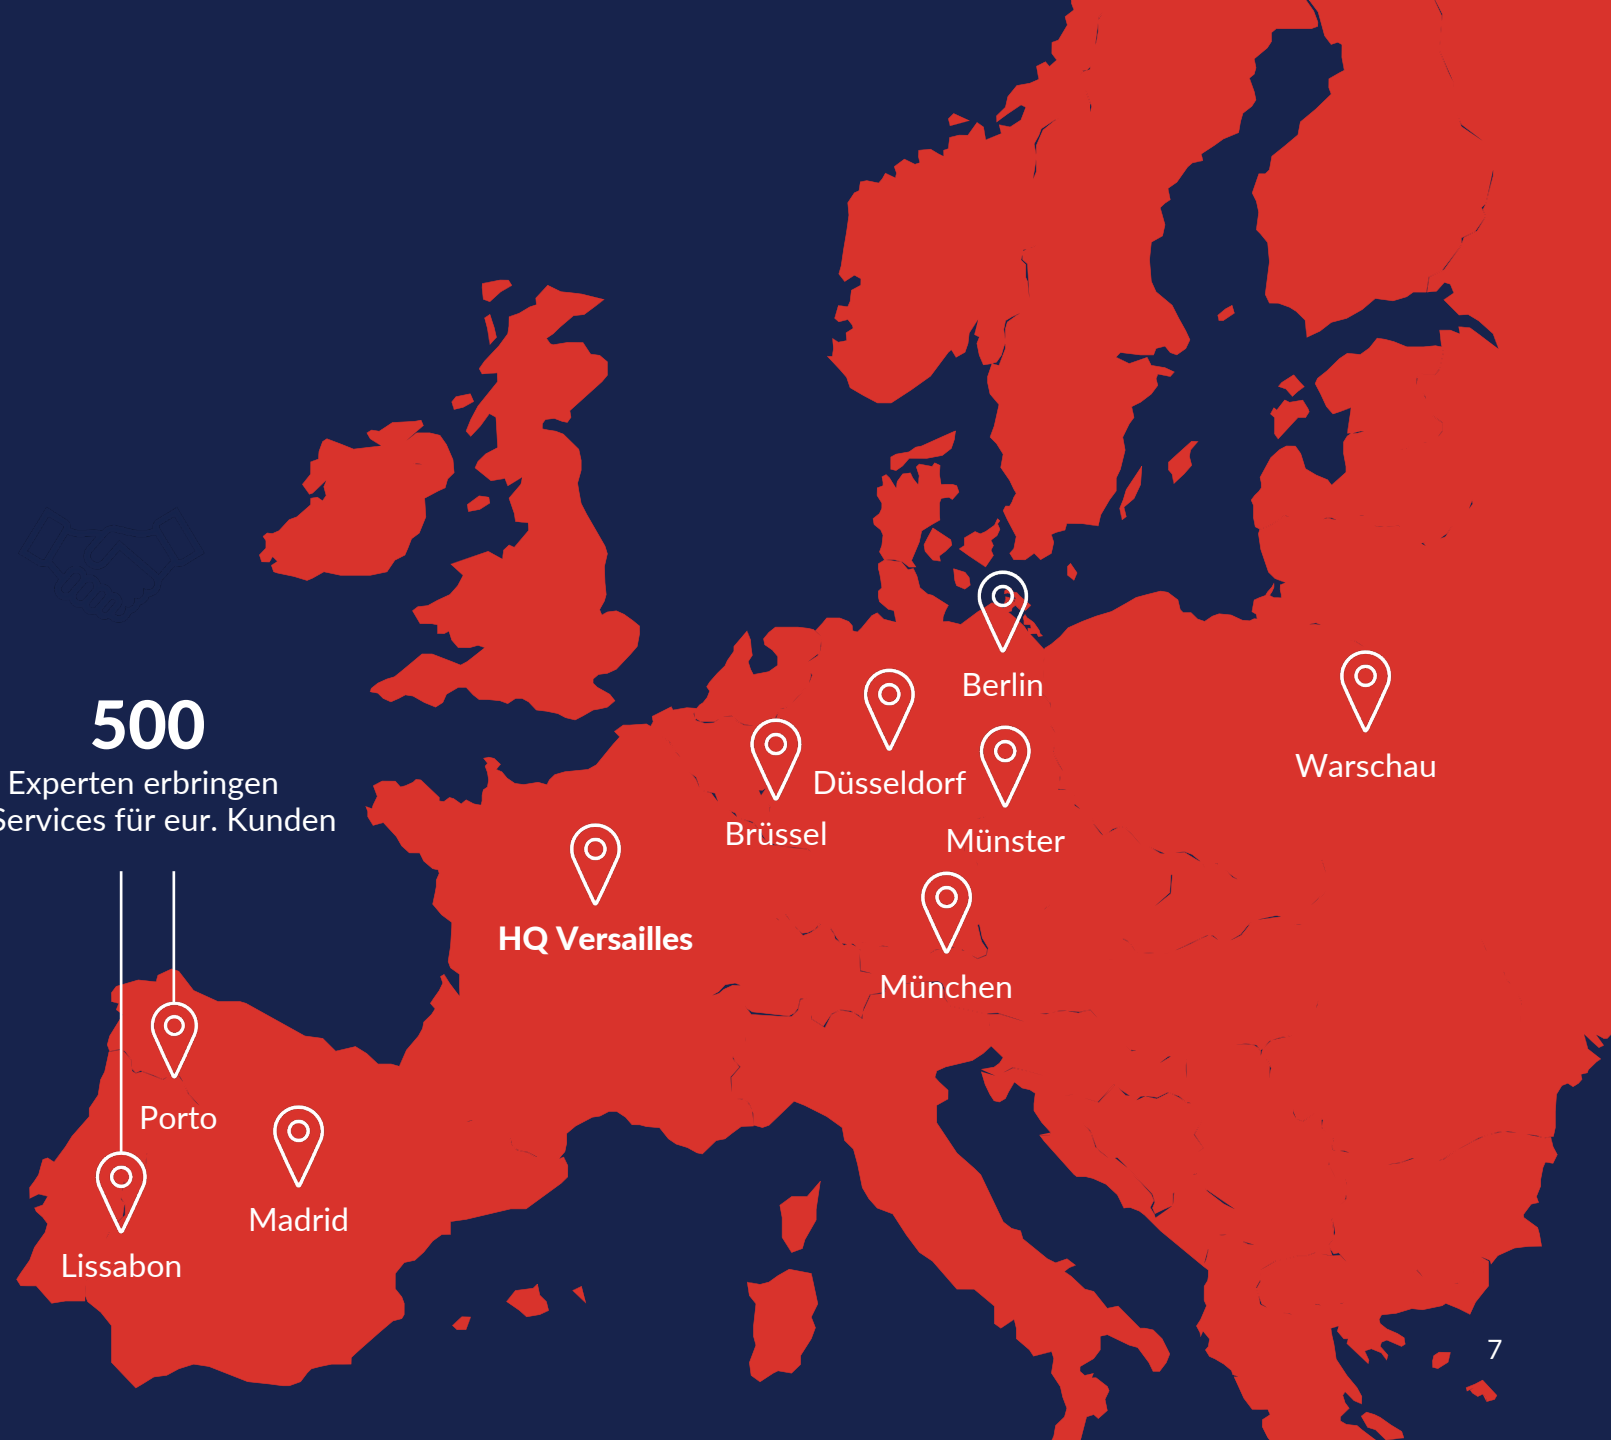 Berlin
Warschau
Düsseldorf
Brüssel
Münster
HQ Versailles
München
500
Experten erbringen
Services für eur. Kunden
Porto
Madrid
Lissabon
7